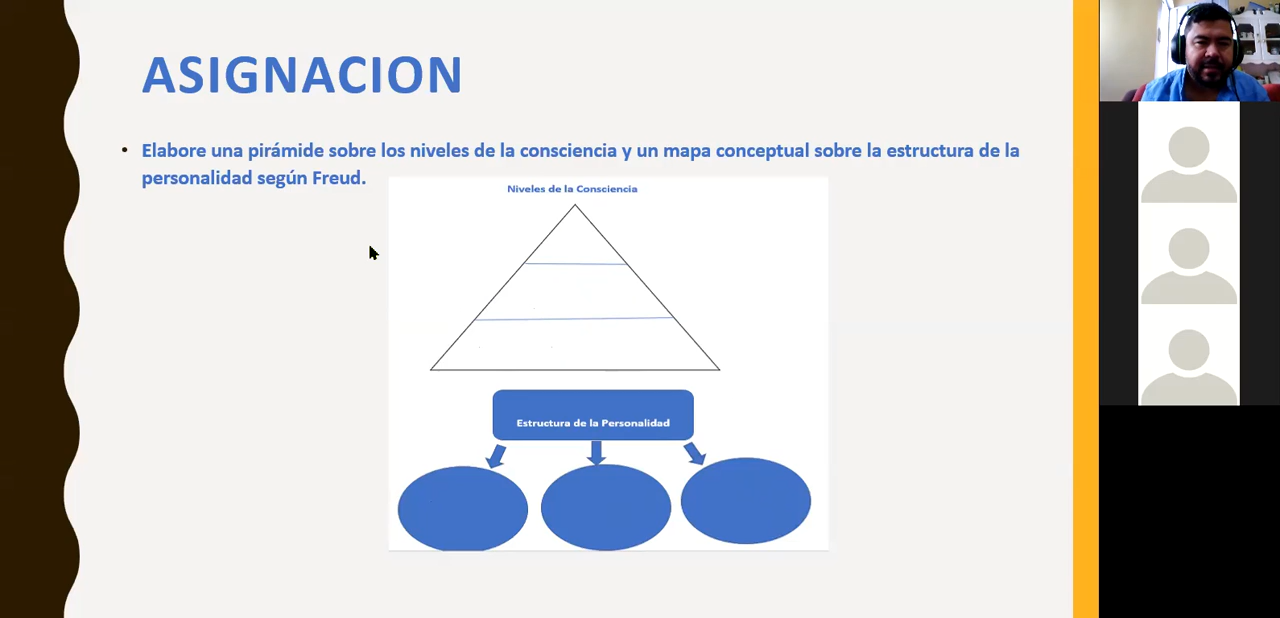 ASIGNACION
• Elabore una pirámide sobre los niveles de la consciencia y un mapa conceptual sobre la estructura de la
personalidad según Freud.
Niveles de la Consciencia
Estructura de la Personalidad